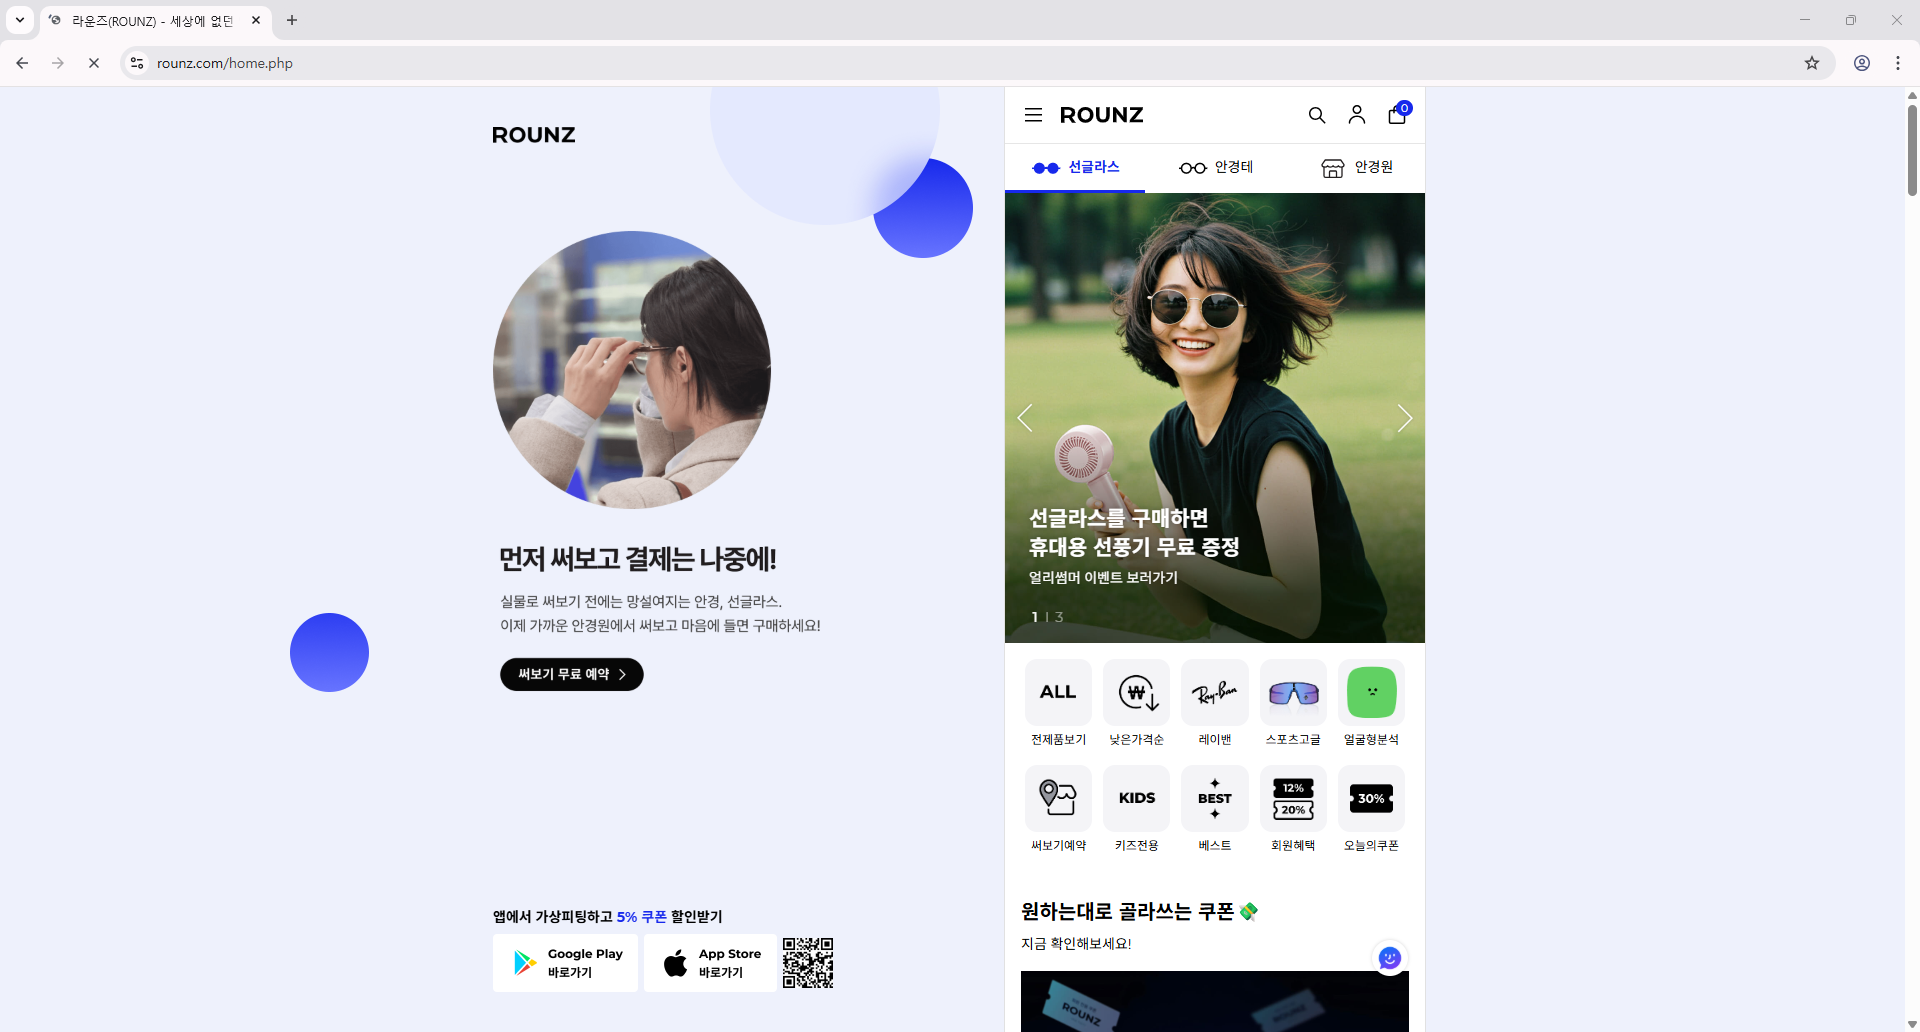 라운즈(ROUNZ) - 세상에 없던
rounz.com/home.php
ROUNZ
먼저 써보고 결제는 나중에!
실물로 써보기 전에는 망설여지는 안경, 선글라스.
이제 가까운 안경원에서 써보고 마음에 들면 구매하세요!
써보기 무료 예약
앱에서 가상피팅하고 5% 쿠폰 할인받기
Google Play
바로가기
App Store
바로가기
ROUNZ
0
선글라스
안경테
안경원
선글라스를 구매하면
휴대용 선풍기 무료 증정
얼리썸머 이벤트 보러가기
1 | 3
ALL
Ray-Ban
전제품보기
낮은가격순
레이밴
스포츠고글
얼굴형분석
KIDS
BEST
12%
20%
30%
써보기예약
키즈전용
베스트
회원혜택
오늘의쿠폰
원하는대로 골라쓰는 쿠폰
지금 확인해보세요!
ROUNZ